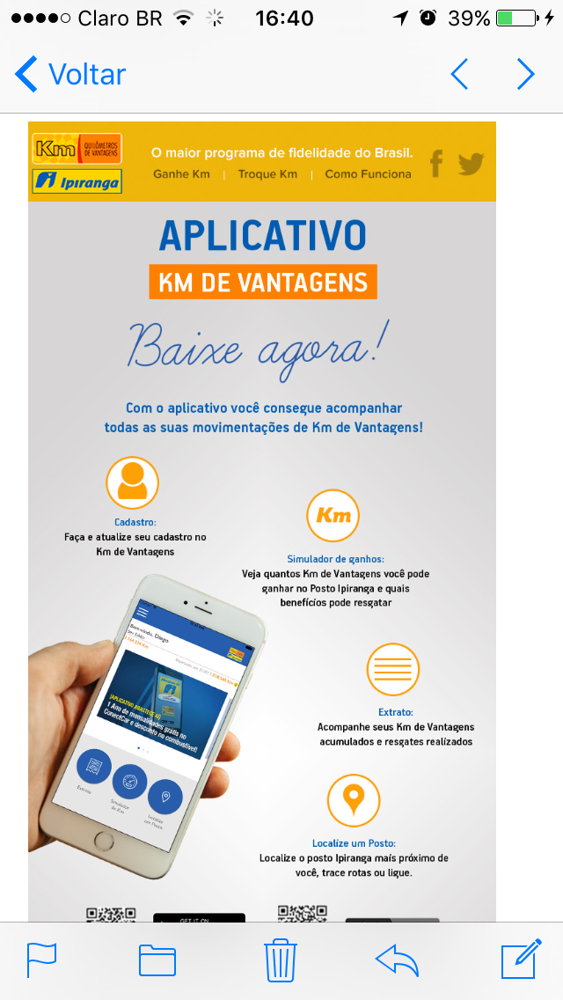 Claro BR
16:40
39%
Voltar
Km QUILÔMETROS
DE VANTAGENS
Ipiranga
O maior programa de fidelidade do Brasil.
Ganhe Km | Troque Km | Como Funciona
APLICATIVO
KM DE VANTAGENS
Baixe agora!
Com o aplicativo você consegue acompanhar
todas as suas movimentações de Km de Vantagens!
Cadastro:
Faça e atualize seu cadastro no
Km de Vantagens
Km
Simulador de ganhos:
Veja quantos Km de Vantagens você pode
ganhar no Posto Ipiranga e quais
benefícios pode resgatar
Bem-vindo, Diego
Seu Saldo:
[APLICATIVO ABASTECE AÍ]
1 Ano de mensalidades grátis no
ConectCar e desconto no combustível!
Extrato
Simulador
de Km
Localize
um Posto
Extrato:
Acompanhe seus Km de Vantagens
acumulados e resgates realizados
Localize um Posto:
Localize o posto Ipiranga mais próximo de
você, trace rotas ou ligue.
GET IT ON